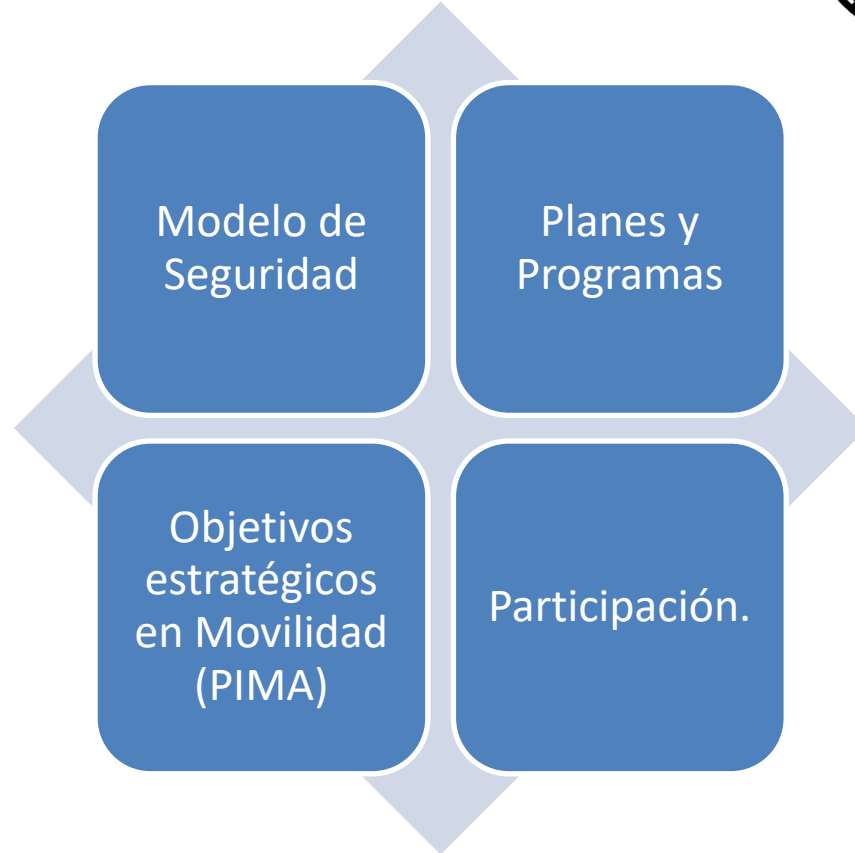 Modelo de
Seguridad
Planes y
Programas
Objetivos
estratégicos
en Movilidad
(PIMA)
Participación.